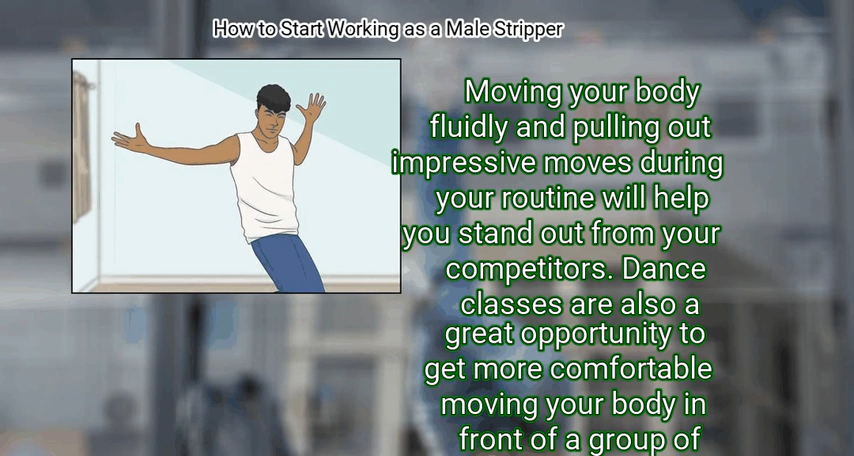 How to Start Working as a Male Stripper
Moving your body
fluidly and pulling out
impressive moves during
your routine will help
you stand out from your
competitors. Dance
classes are also a
great opportunity to
get more comfortable
moving your body in
front of a group of